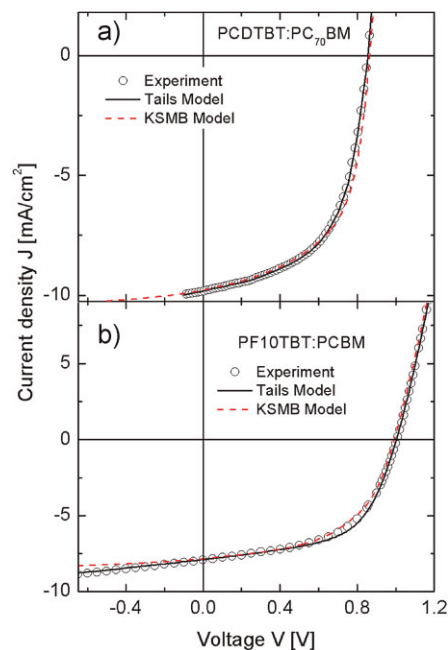 a)
PCDTBT:PC70BM
0
Experiment
Tails Model
KSMB Model
-5
-10
Current density J [mA/cm²]
b)
PF10TBT:PCBM
5
Experiment
Tails Model
KSMB Model
0
-5
-10
-0.4 0.0 0.4 0.8 1.2
Voltage V [V]